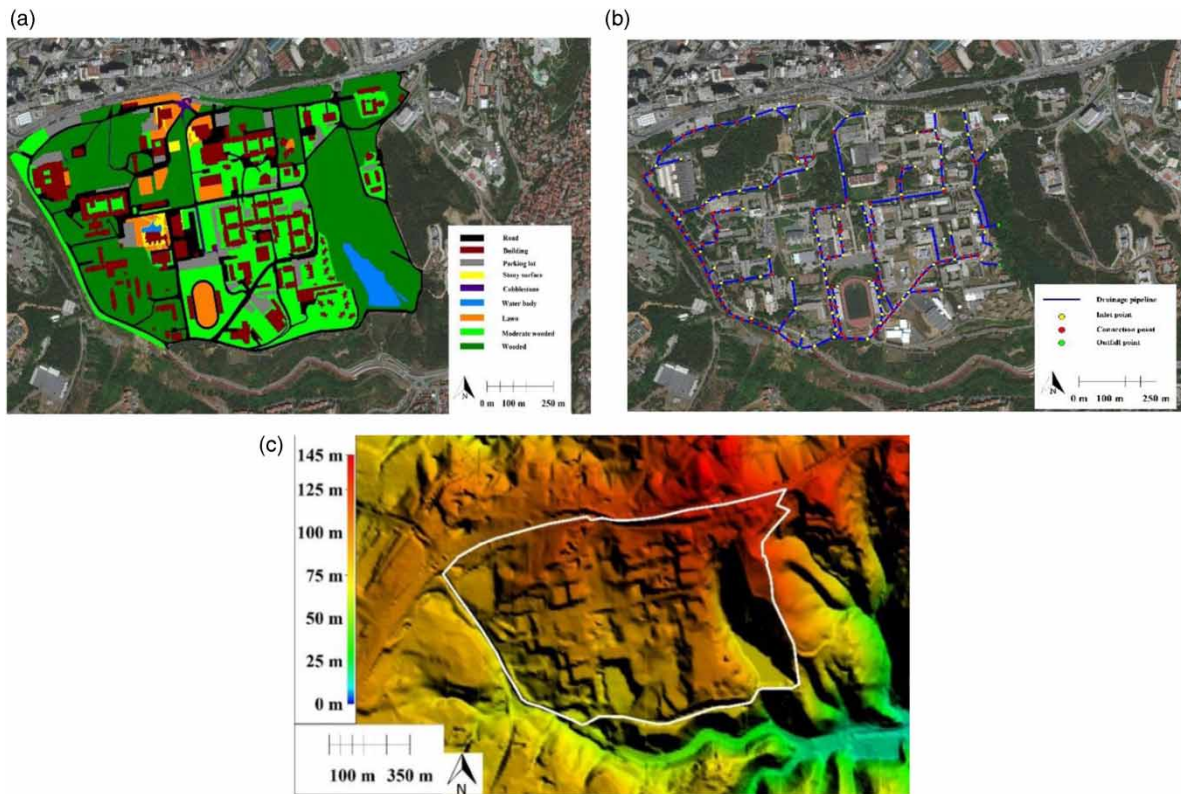 (a)
Road
Building
Parking lot
Stony surface
Cobblestone
Water body
Lawn
Moderate wooded
Wooded
N
0 m 100 m 250 m
(b)
Drainage pipeline
Inlet point
Connection point
Outfall point
N
0 m 100 m 250 m
(c)
145 m
125 m
100 m
75 m
50 m
25 m
0 m
100 m 350 m
N